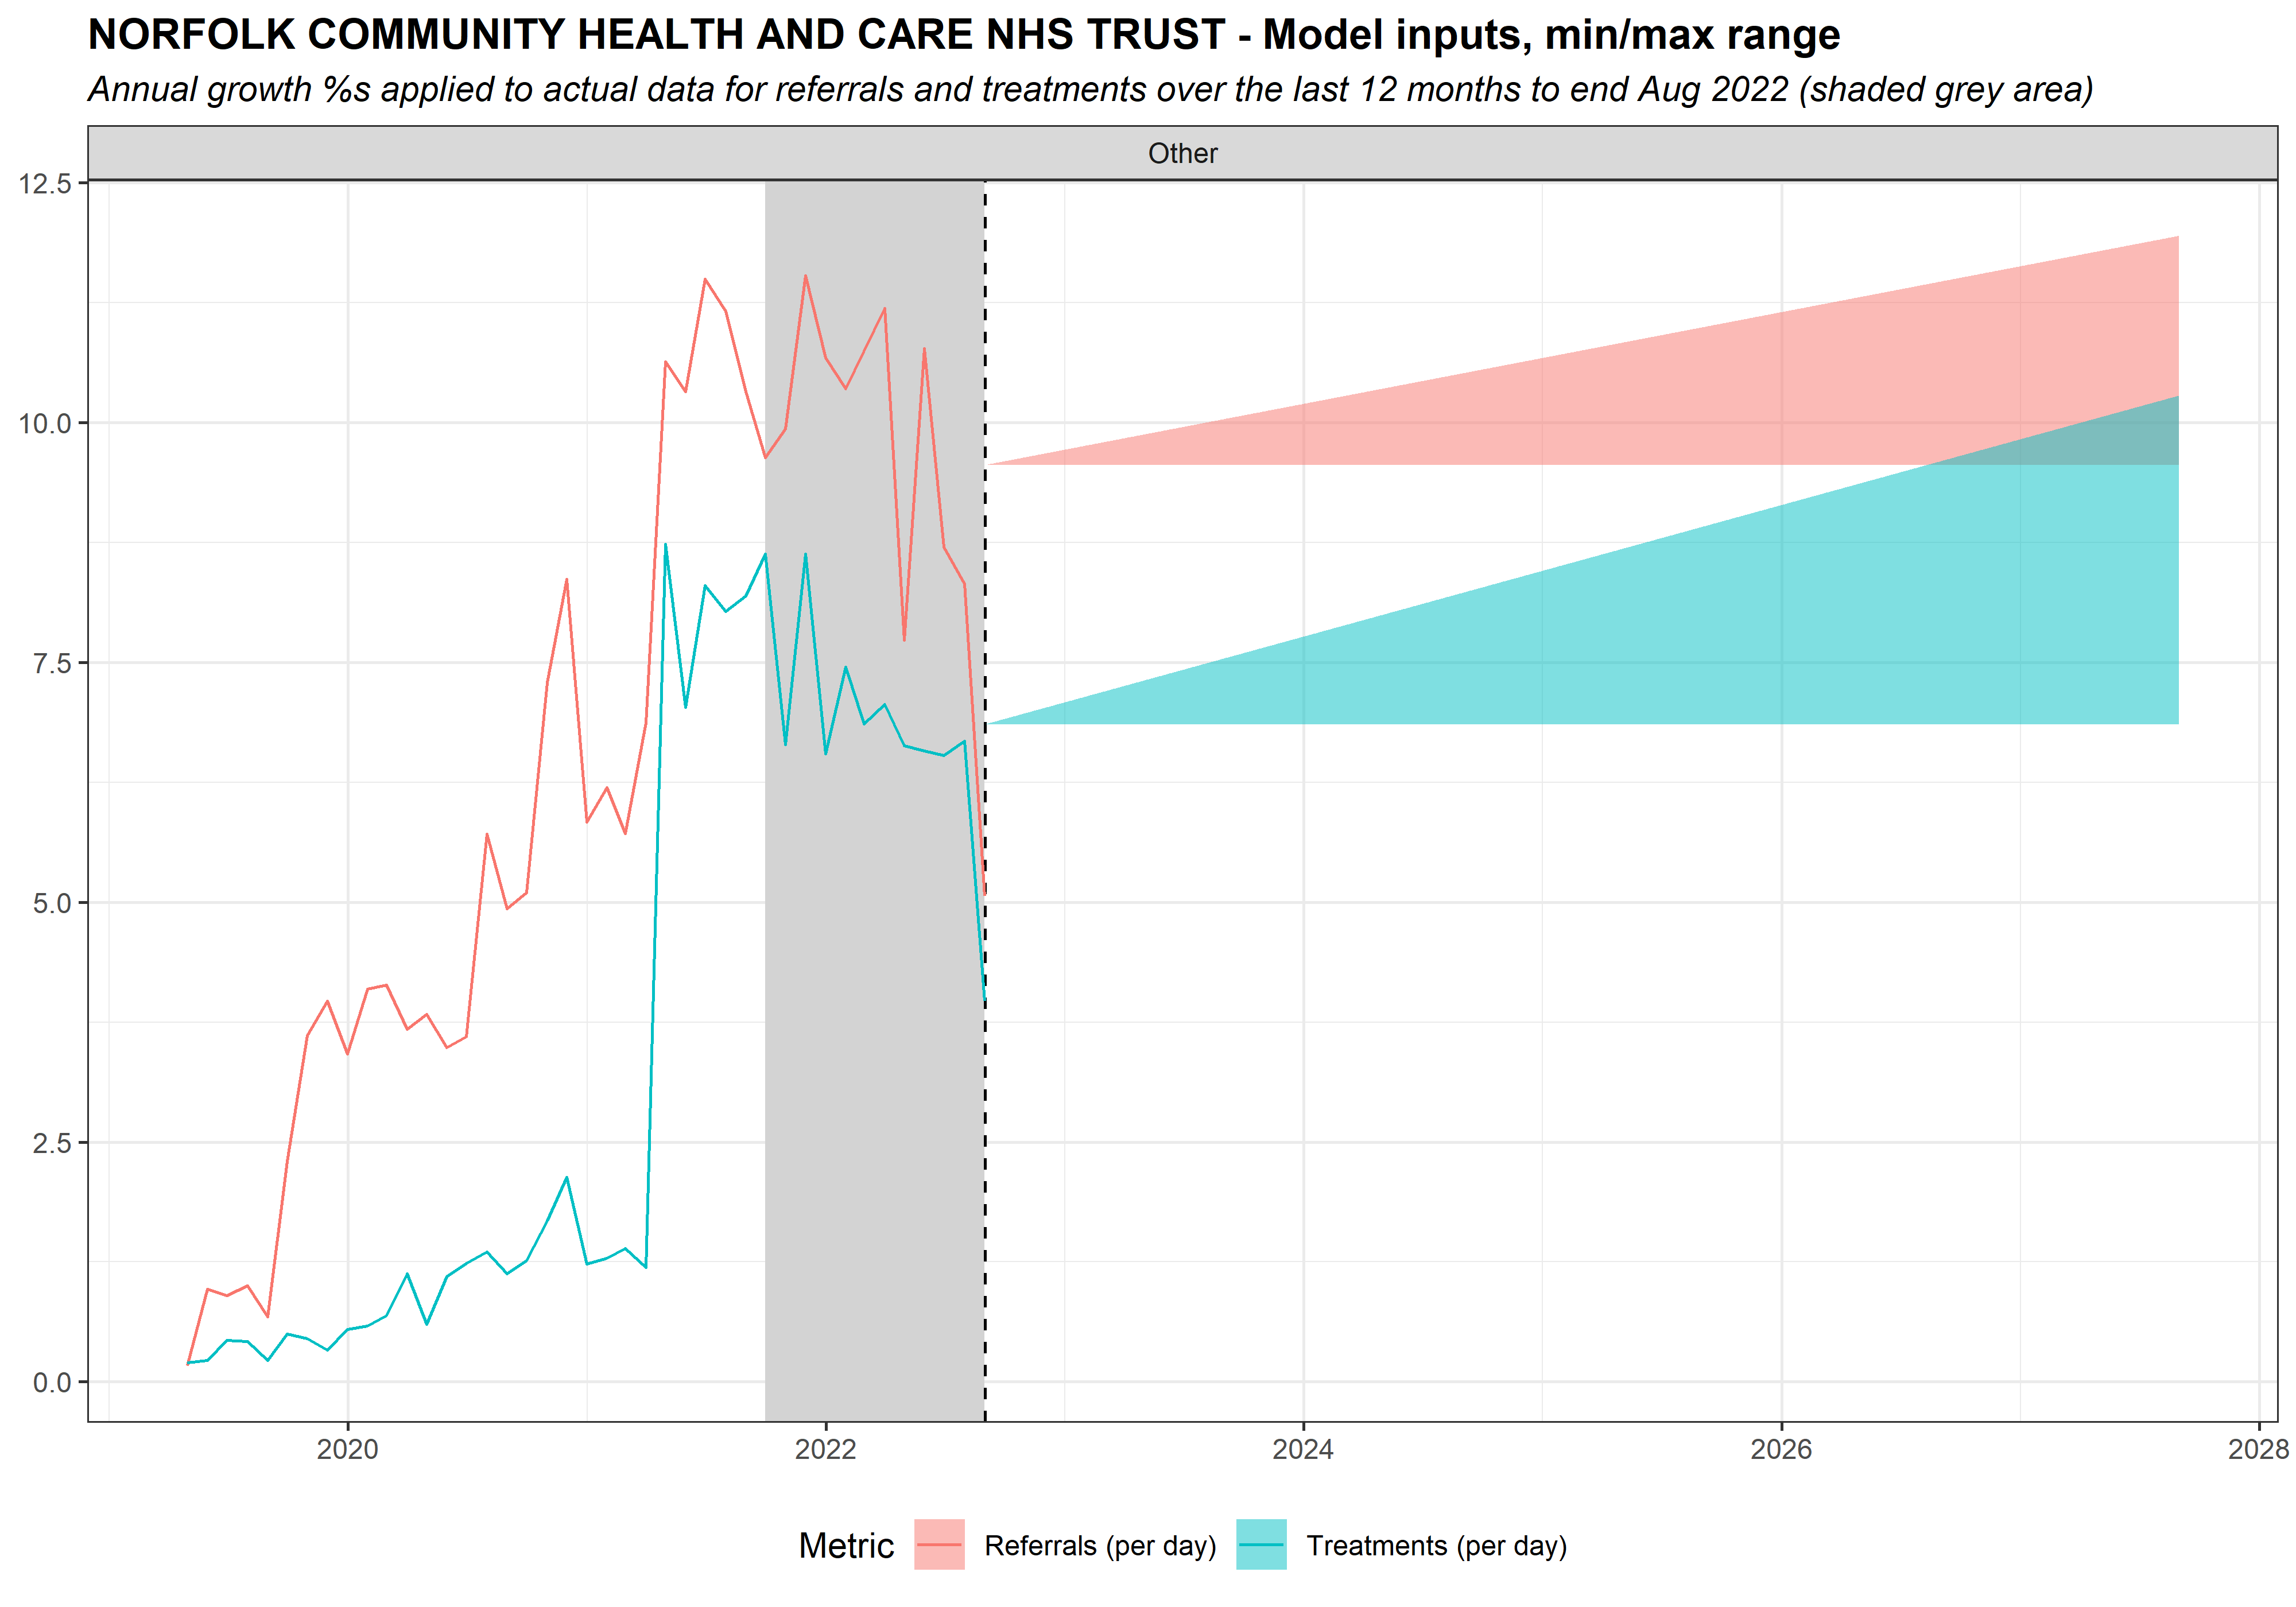 NORFOLK COMMUNITY HEALTH AND CARE NHS TRUST - Model inputs, min/max range
Annual growth %s applied to actual data for referrals and treatments over the last 12 months to end Aug 2022 (shaded grey area)
Other
12.5
10.0
7.5
5.0
2.5
0.0
2020 2022 2024 2026 2028
Metric Referrals (per day) Treatments (per day)